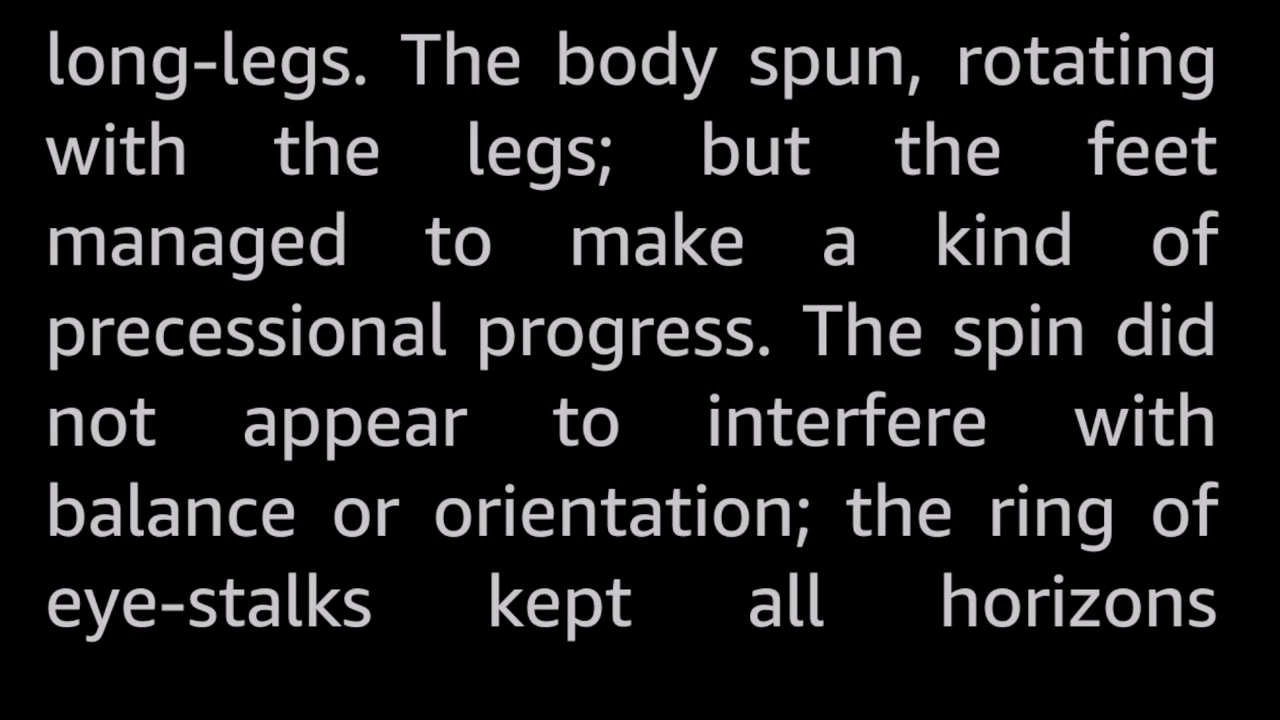 long-legs. The body spun, rotating
with the legs; but the feet
managed to make a kind of
precessional progress. The spin did
not appear to interfere with
balance or orientation; the ring of
eye-stalks kept all horizons